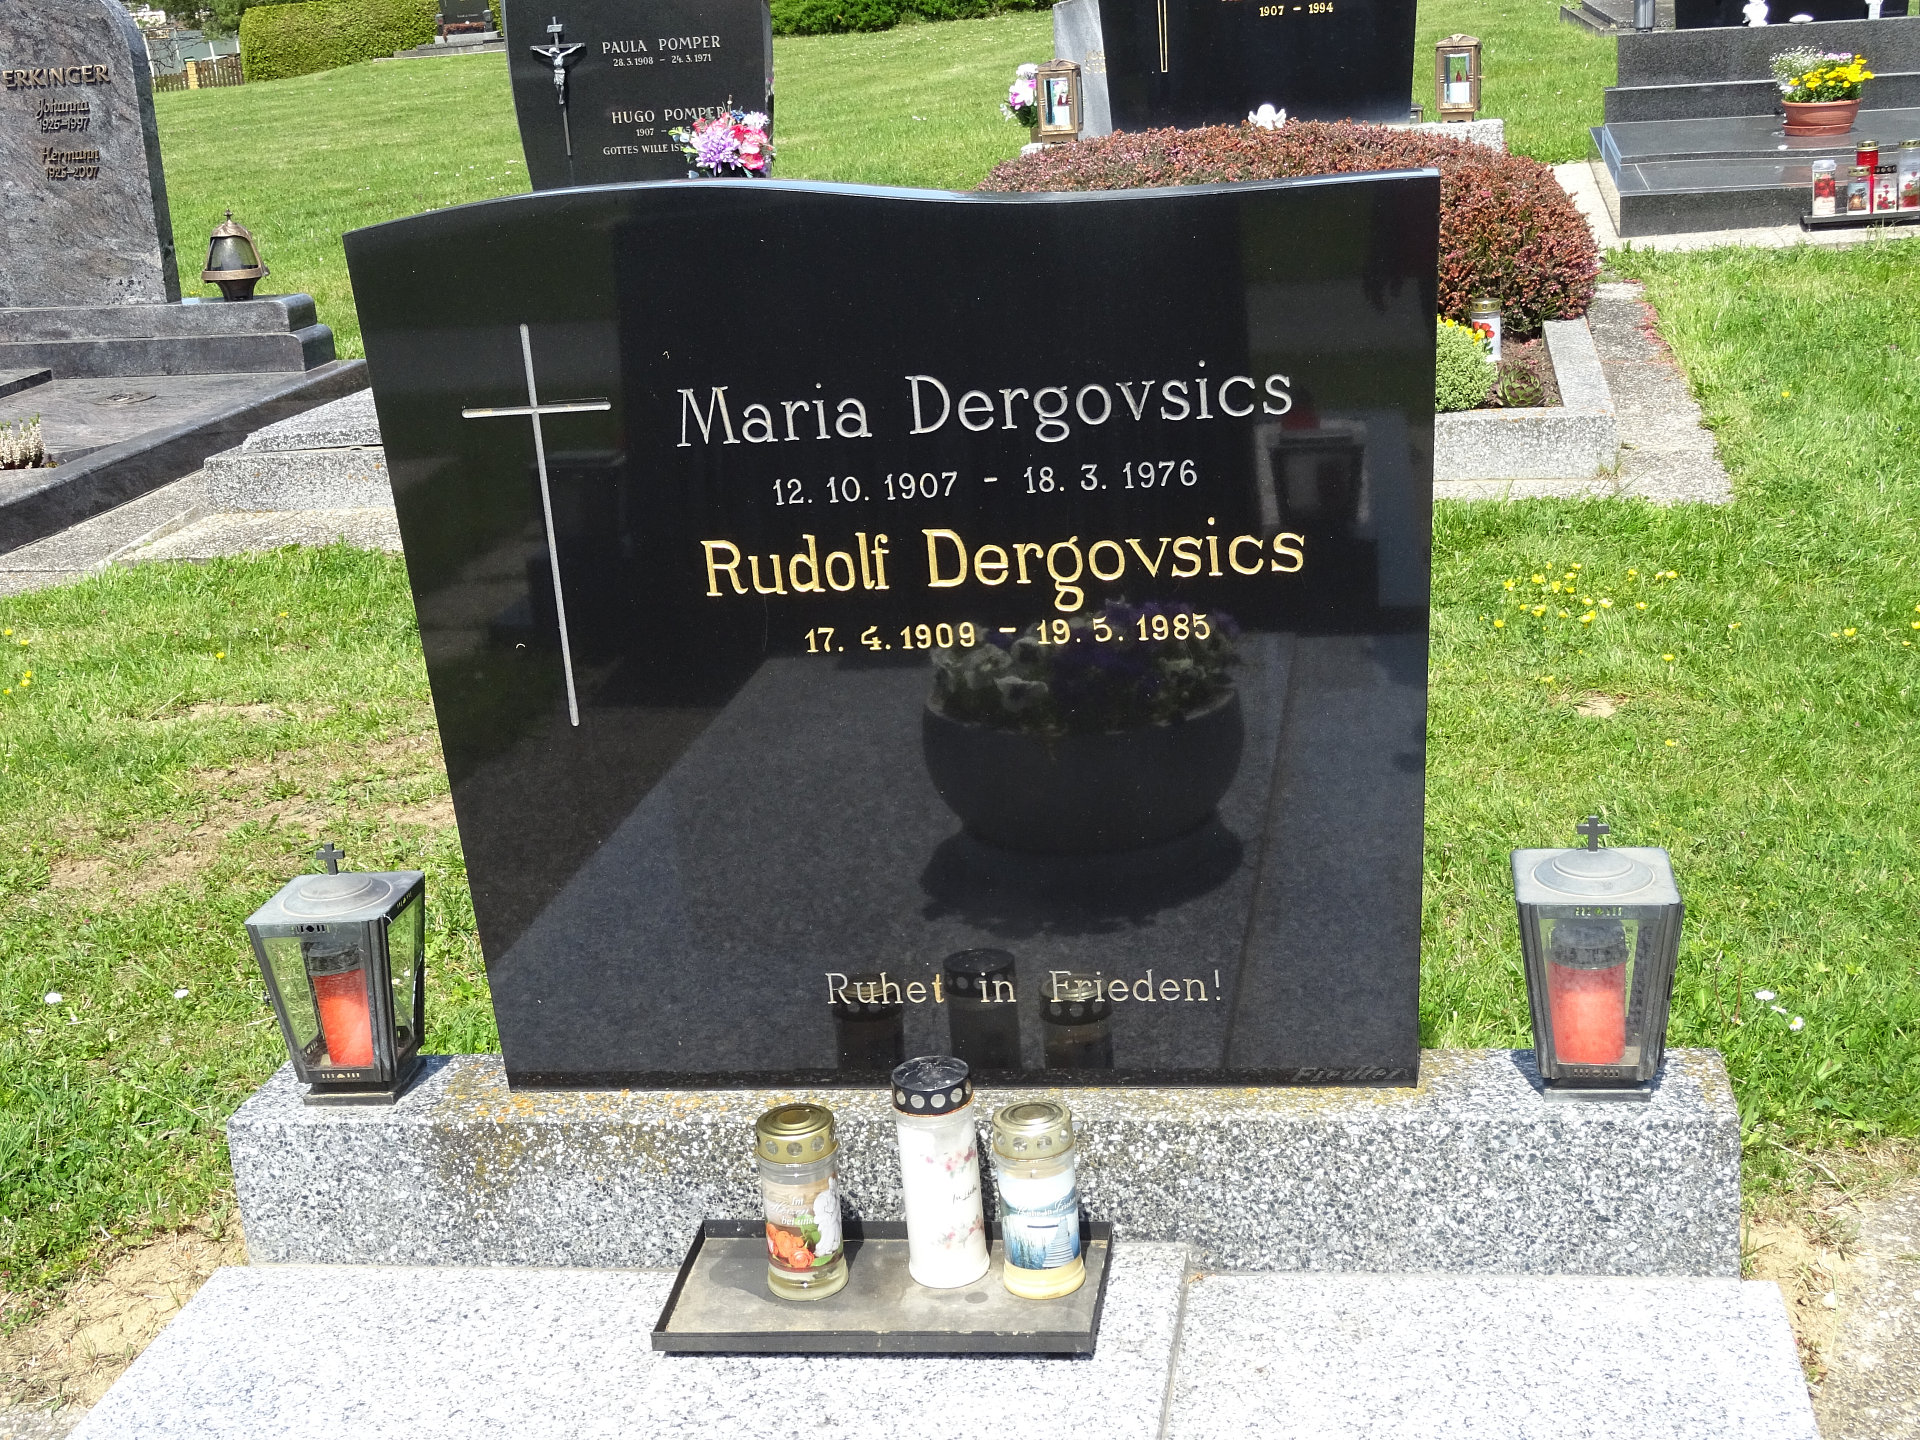 ERKINGER
Johanna
1925-1997
Hermann
1925-2007
PAULA POMPER
28.3.1908 - 24.3.1971
HUGO POMPER
1907 -
GOTTES WILLE
1907 - 1994
Maria Dergovsics
12. 10. 1907 - 18. 3. 1976
Rudolf Dergovsics
17. 4. 1909 - 19. 5. 1985
Ruhet in Frieden!
Fiedler